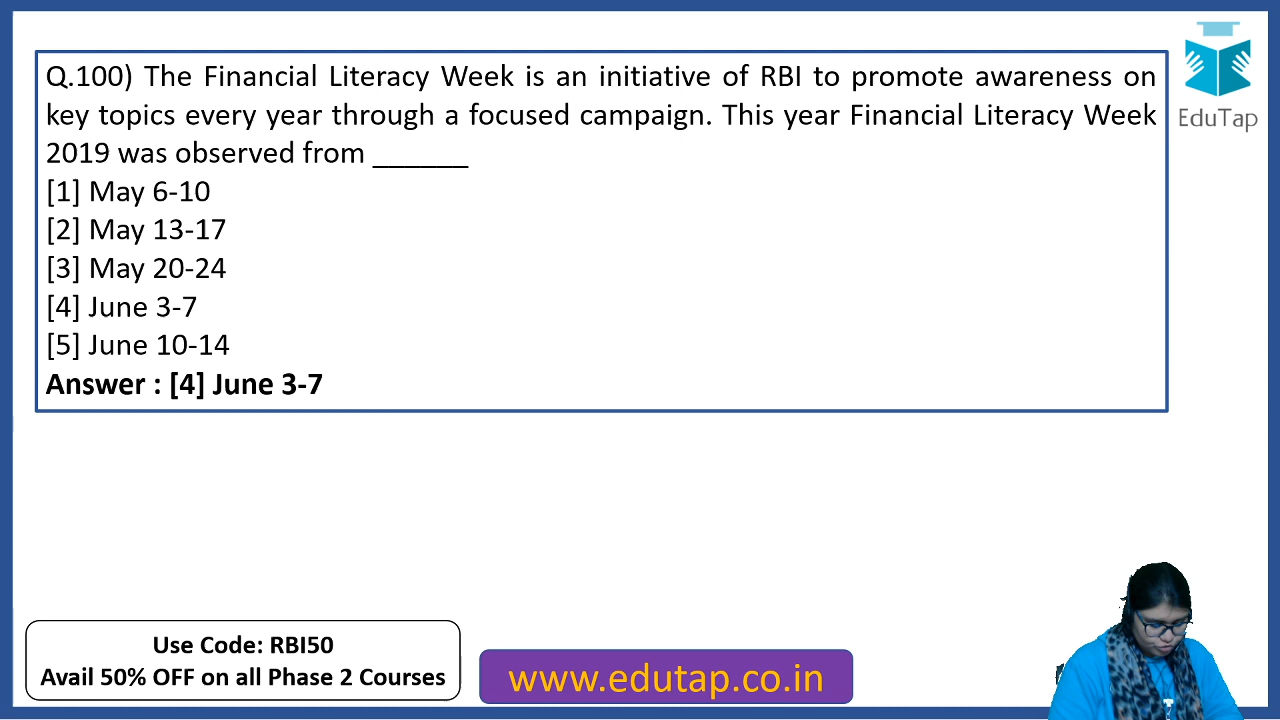 Q.100) The Financial Literacy Week is an initiative of RBI to promote awareness on
key topics every year through a focused campaign. This year Financial Literacy Week
2019 was observed from ______
[1] May 6-10
[2] May 13-17
[3] May 20-24
[4] June 3-7
[5] June 10-14
Answer : [4] June 3-7
EduTap
Use Code: RBI50
Avail 50% OFF on all Phase 2 Courses
www.edutap.co.in